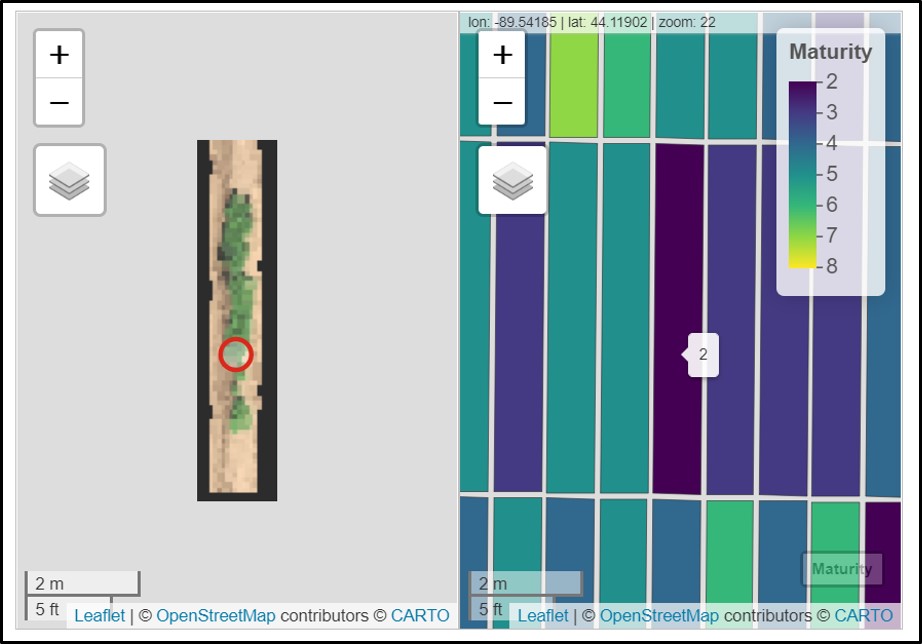 +
−
2 m
5 ft
Leaflet | © OpenStreetMap contributors © CARTO
lon: -89.54185 | lat: 44.11902 | zoom: 22
+
−
Maturity
2
3
4
5
6
7
8
2
Maturity
2 m
5 ft
Leaflet | © OpenStreetMap contributors © CARTO